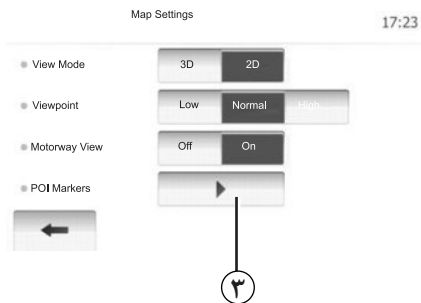 Map Settings
17:23
View Mode 3D 2D
Viewpoint Low Normal High
Motorway View Off On
POI Markers
٣